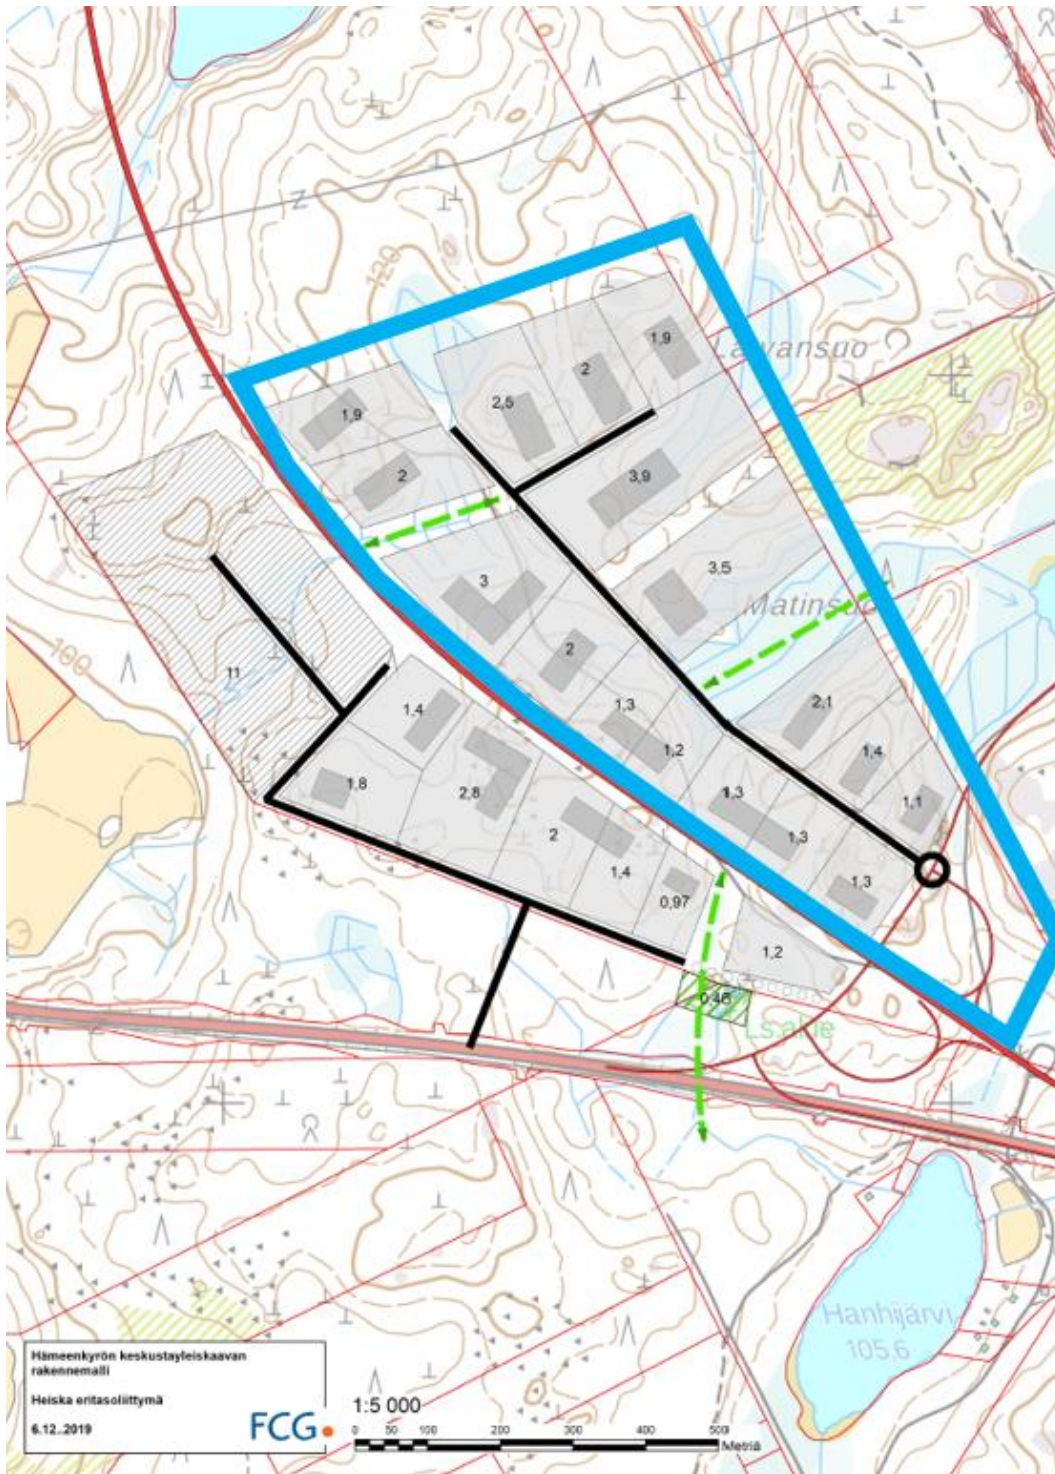 Z
120
1,9
Laivansuo
2
1,9
2,5
2
3,9
3
3,5
Matinsuo
2
100
11
1,4
1,3
2,1
1,2
1,4
1,8
2,8
1,3
1,1
2
1,3
1,4
1,3
0,97
1,2
0,46
Ls.alue
Hanhijärvi
105,6
Hämeenkyrön keskustayleiskaavan
rakennemalli
Heiska eritasoliittymä
6.12..2019
FCG
1:5 000
0 50 100 200 300 400 500
Metriä